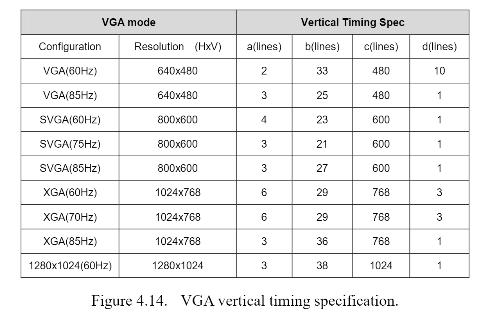 VGA mode Vertical Timing Spec
Configuration Resolution (HxV) a(lines) b(lines) c(lines) d(lines)
VGA(60Hz) 640x480 2 33 480 10
VGA(85Hz) 640x480 3 25 480 1
SVGA(60Hz) 800x600 4 23 600 1
SVGA(75Hz) 800x600 3 21 600 1
SVGA(85Hz) 800x600 3 27 600 1
XGA(60Hz) 1024x768 6 29 768 3
XGA(70Hz) 1024x768 6 29 768 3
XGA(85Hz) 1024x768 3 36 768 1
1280x1024(60Hz) 1280x1024 3 38 1024 1
Figure 4.14. VGA vertical timing specification.